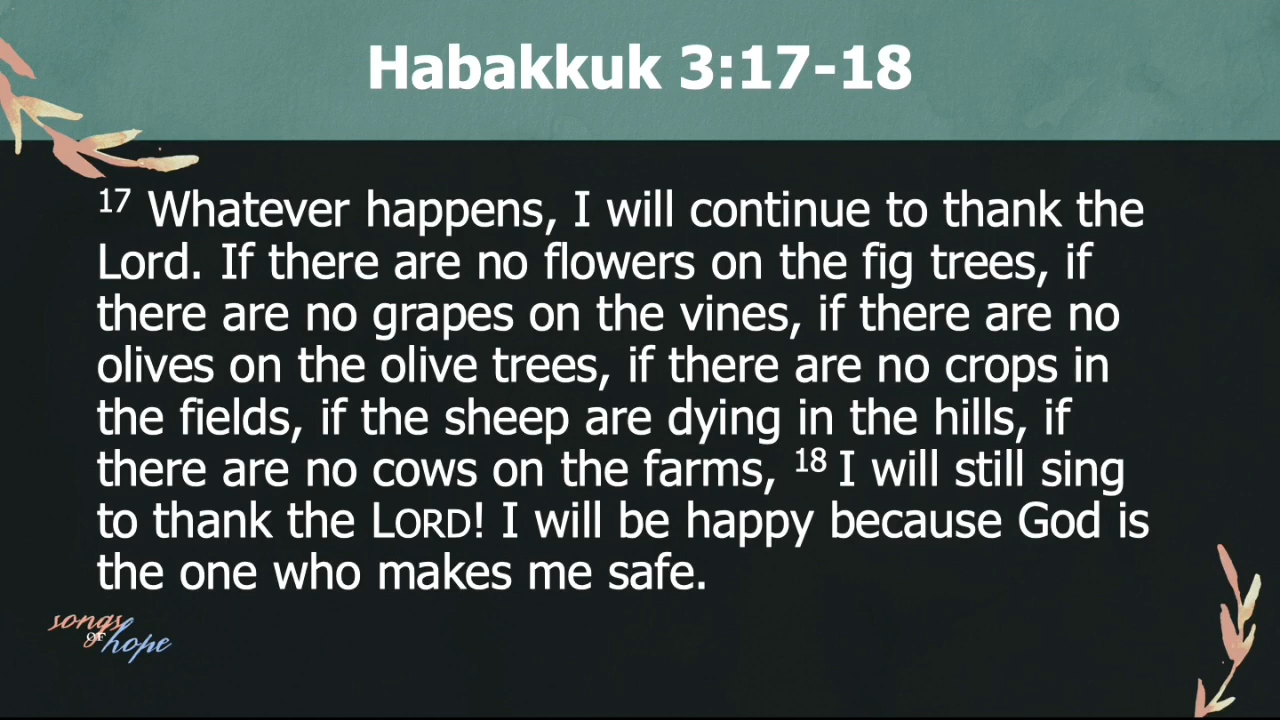 Habakkuk 3:17-18
17 Whatever happens, I will continue to thank the
Lord. If there are no flowers on the fig trees, if
there are no grapes on the vines, if there are no
olives on the olive trees, if there are no crops in
the fields, if the sheep are dying in the hills, if
there are no cows on the farms, 18 I will still sing
to thank the LORD! I will be happy because God is
the one who makes me safe.
songs
OF hope